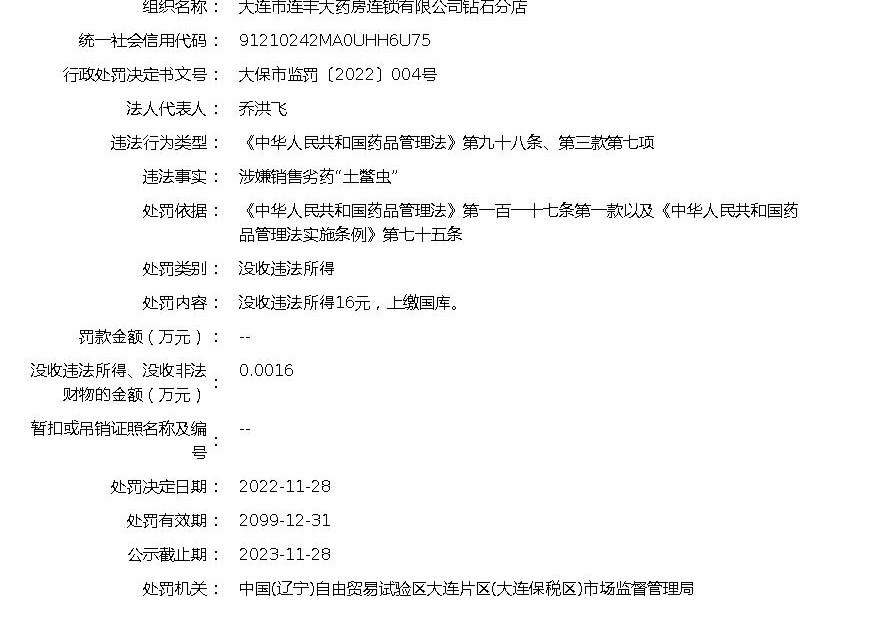 组织名称： 大连市连丰大药房连锁有限公司钻石分店
统一社会信用代码： 91210242MA0UHH6U75
行政处罚决定书文号： 大保市监罚〔2022〕004号
法人代表人： 乔洪飞
违法行为类型： 《中华人民共和国药品管理法》第九十八条、第三款第七项
违法事实： 涉嫌销售劣药“土鳖虫”
处罚依据： 《中华人民共和国药品管理法》第一百一十七条第一款以及《中华人民共和国药
品管理法实施条例》第七十五条
处罚类别： 没收违法所得
处罚内容： 没收违法所得16元，上缴国库。
罚款金额（万元）： --
没收违法所得、没收非法
财物的金额（万元）： 0.0016
暂扣或吊销证照名称及编
号： --
处罚决定日期： 2022-11-28
处罚有效期： 2099-12-31
公示截止期： 2023-11-28
处罚机关： 中国(辽宁)自由贸易试验区大连片区(大连保税区)市场监督管理局